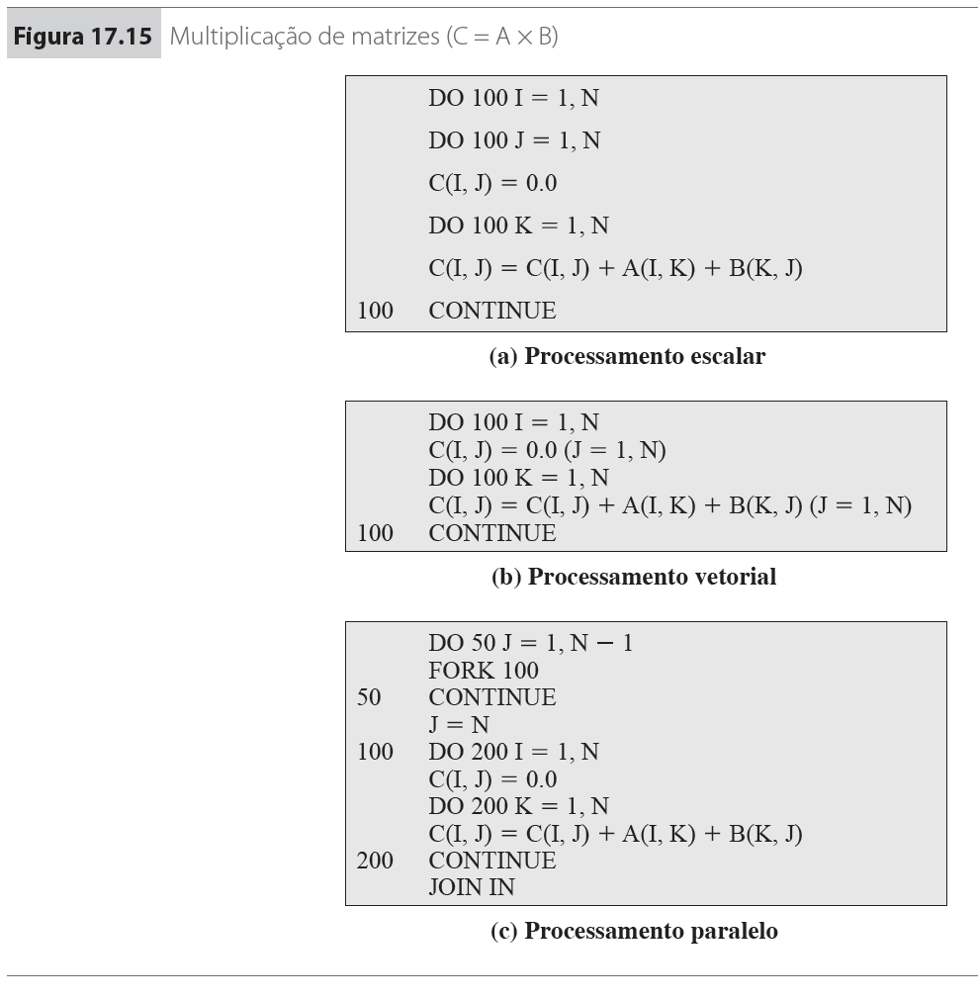 Figura 17.15 Multiplicação de matrizes (C = A × B)
DO 100 I = 1, N
DO 100 J = 1, N
C(I, J) = 0.0
DO 100 K = 1, N
C(I, J) = C(I, J) + A(I, K) + B(K, J)
100 CONTINUE
(a) Processamento escalar
DO 100 I = 1, N
C(I, J) = 0.0 (J = 1, N)
DO 100 K = 1, N
C(I, J) = C(I, J) + A(I, K) + B(K, J) (J = 1, N)
100 CONTINUE
(b) Processamento vetorial
DO 50 J = 1, N − 1
FORK 100
50 CONTINUE
J = N
100 DO 200 I = 1, N
C(I, J) = 0.0
DO 200 K = 1, N
C(I, J) = C(I, J) + A(I, K) + B(K, J)
200 CONTINUE
JOIN IN
(c) Processamento paralelo